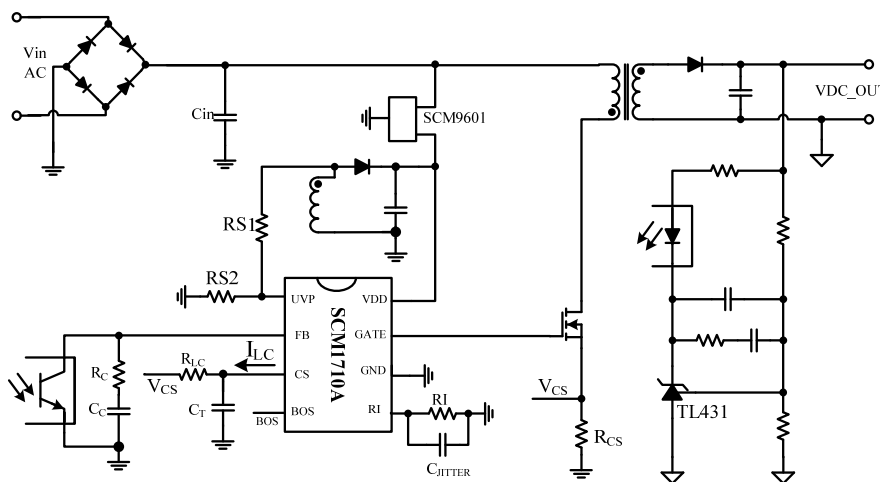 Vin
AC
Cin
SCM9601
VDC_OUT
RS1
RS2
UVP
VDD
FB
GATE
SCM1710A
CS
GND
BOS
RI
RC
CC
VCS
RLC
ILC
CT
BOS
RI
CJITTER
VCS
RCS
TL431